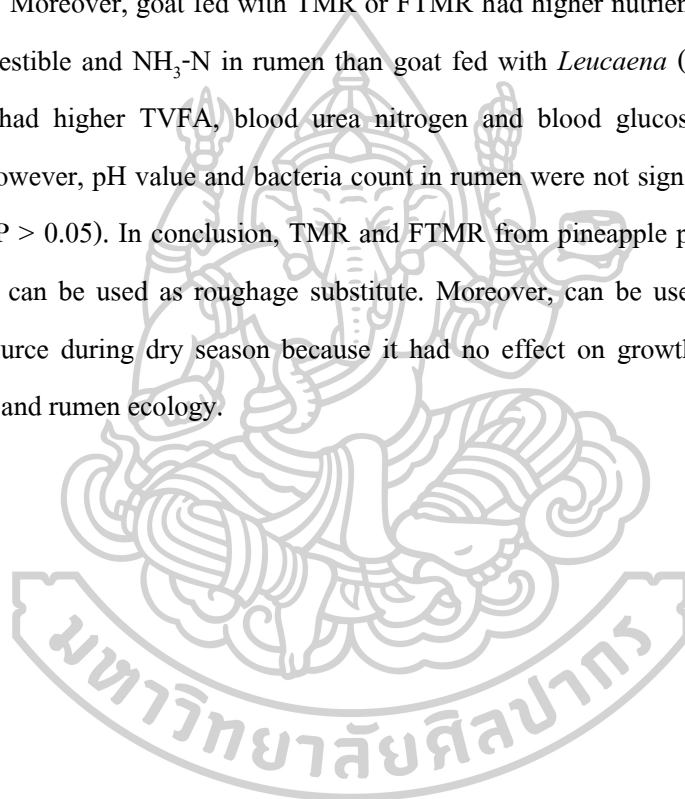 Moreover, goat fed with TMR or FTMR had higher nutrien
estible and NH₃-N in rumen than goat fed with Leucaena (
had higher TVFA, blood urea nitrogen and blood glucos
owever, pH value and bacteria count in rumen were not sign
P > 0.05). In conclusion, TMR and FTMR from pineapple p
can be used as roughage substitute. Moreover, can be use
urce during dry season because it had no effect on growth
and rumen ecology.
มหาวิทยาลัยศิลปากร